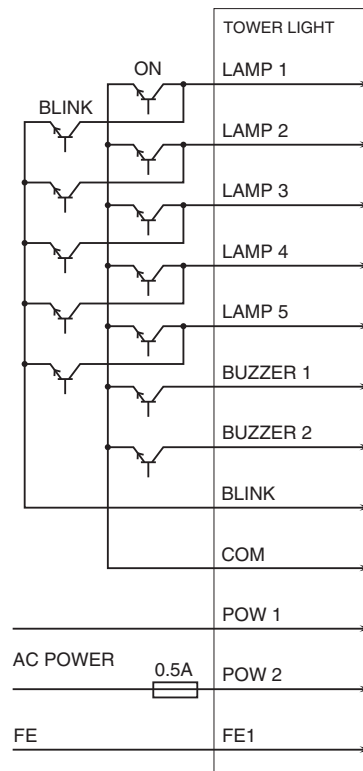 TOWER LIGHT
ON
LAMP 1
BLINK
LAMP 2
LAMP 3
LAMP 4
LAMP 5
BUZZER 1
BUZZER 2
BLINK
COM
POW 1
AC POWER
0.5A
POW 2
FE
FE1